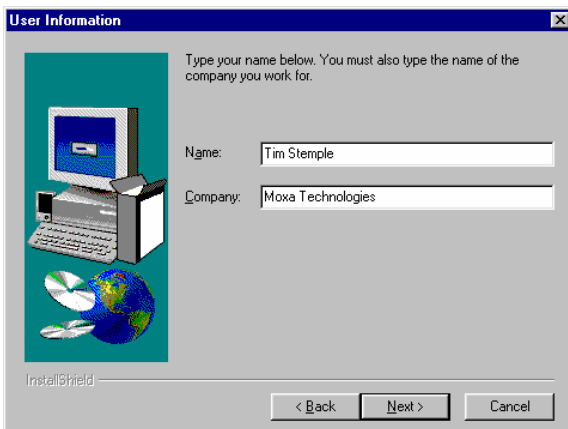 User Information
Type your name below. You must also type the name of the
company you work for.
Name: Tim Stemple
Company: Moxa Technologies
InstallShield
< Back Next > Cancel